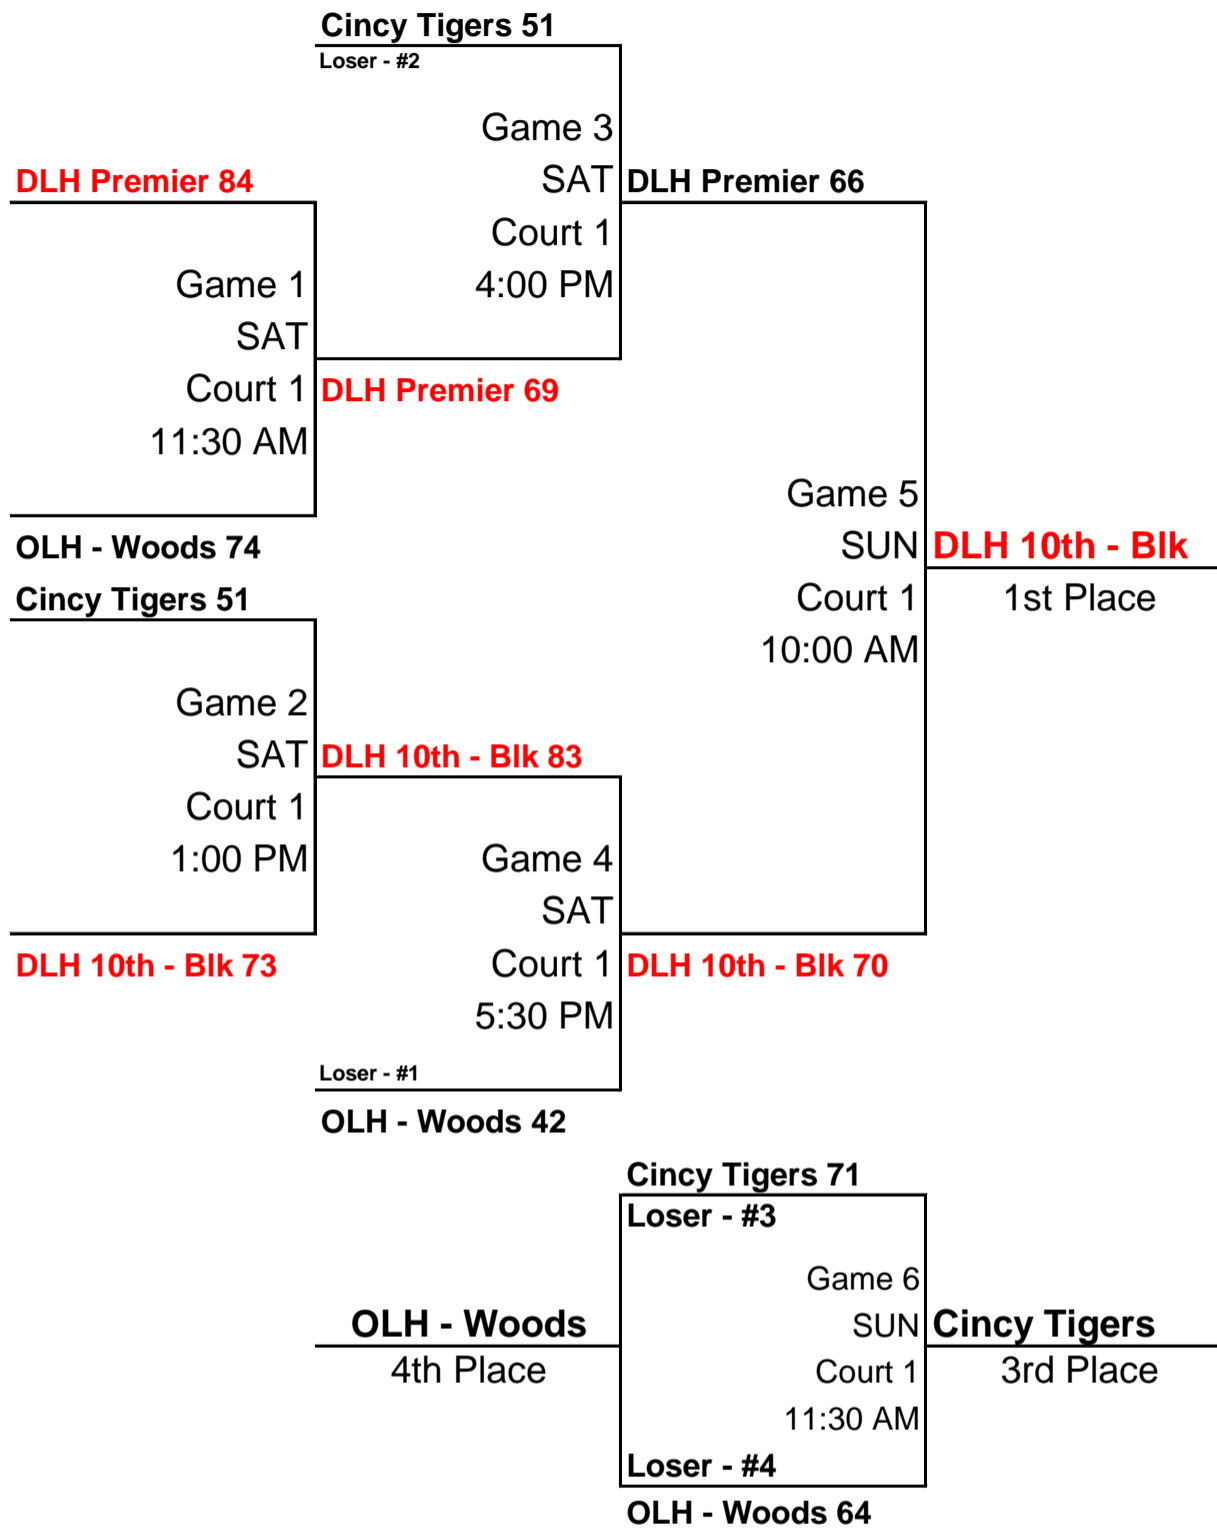 Cincy Tigers 51
Loser - #2
Game 3
SAT
Court 1
4:00 PM
DLH Premier 84
DLH Premier 66
Game 1
SAT
Court 1
11:30 AM
DLH Premier 69
OLH - Woods 74
Game 5
SUN
Court 1
10:00 AM
DLH 10th - Blk
1st Place
Cincy Tigers 51
Game 2
SAT
Court 1
1:00 PM
DLH 10th - Blk 83
DLH 10th - Blk 73
Game 4
SAT
Court 1
5:30 PM
DLH 10th - Blk 70
Loser - #1
OLH - Woods 42
Cincy Tigers 71
Loser - #3
Game 6
SUN
Court 1
11:30 AM
OLH - Woods
4th Place
Cincy Tigers
3rd Place
Loser - #4
OLH - Woods 64